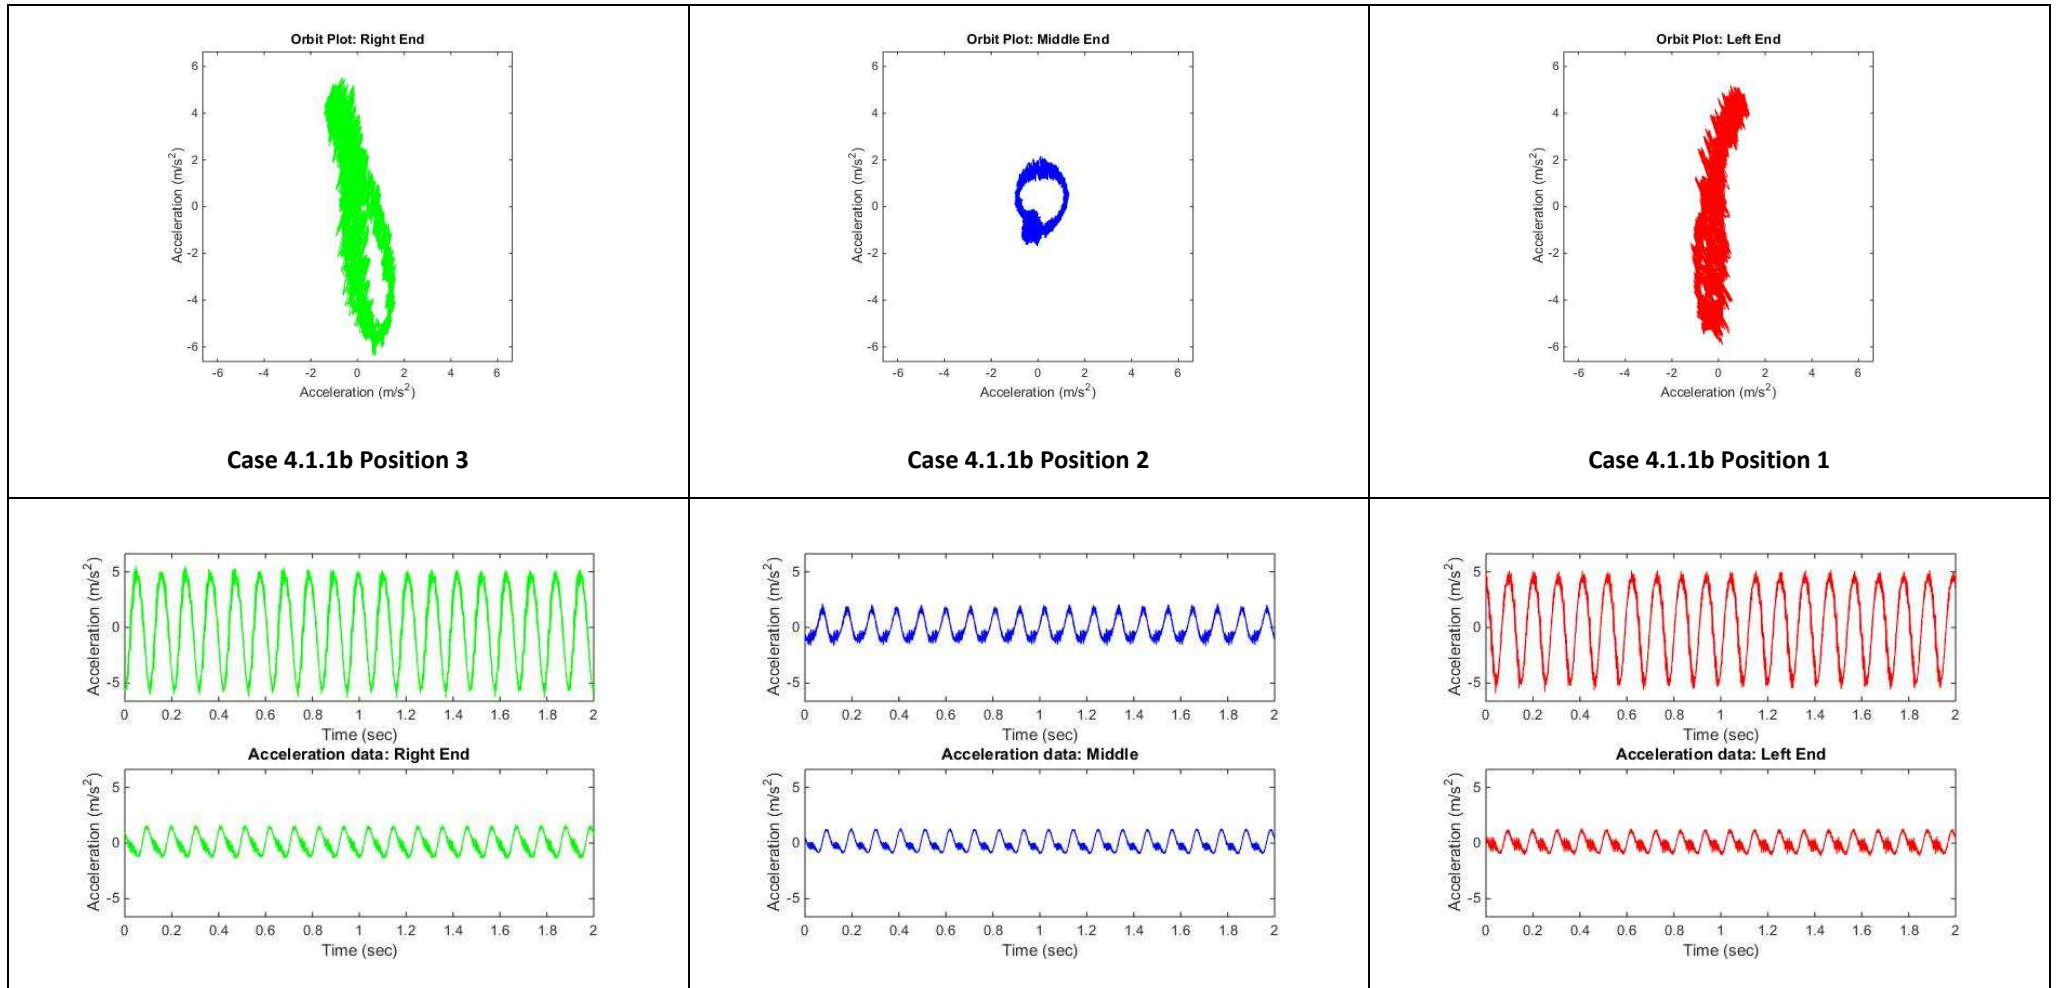 Orbit Plot: Right End
6
4
2
0
-2
-4
-6
Acceleration (m/s²)
-6 -4 -2 0 2 4 6
Acceleration (m/s²)
Case 4.1.1b Position 3
Orbit Plot: Middle End
6
4
2
0
-2
-4
-6
Acceleration (m/s²)
-6 -4 -2 0 2 4 6
Acceleration (m/s²)
Case 4.1.1b Position 2
Orbit Plot: Left End
6
4
2
0
-2
-4
-6
Acceleration (m/s²)
-6 -4 -2 0 2 4 6
Acceleration (m/s²)
Case 4.1.1b Position 1
5
0
-5
Acceleration (m/s²)
0 0.2 0.4 0.6 0.8 1 1.2 1.4 1.6 1.8 2
Time (sec)
Acceleration data: Right End
5
0
-5
Acceleration (m/s²)
0 0.2 0.4 0.6 0.8 1 1.2 1.4 1.6 1.8 2
Time (sec)
5
0
-5
Acceleration (m/s²)
0 0.2 0.4 0.6 0.8 1 1.2 1.4 1.6 1.8 2
Time (sec)
Acceleration data: Middle
5
0
-5
Acceleration (m/s²)
0 0.2 0.4 0.6 0.8 1 1.2 1.4 1.6 1.8 2
Time (sec)
5
0
-5
Acceleration (m/s²)
0 0.2 0.4 0.6 0.8 1 1.2 1.4 1.6 1.8 2
Time (sec)
Acceleration data: Left End
5
0
-5
Acceleration (m/s²)
0 0.2 0.4 0.6 0.8 1 1.2 1.4 1.6 1.8 2
Time (sec)